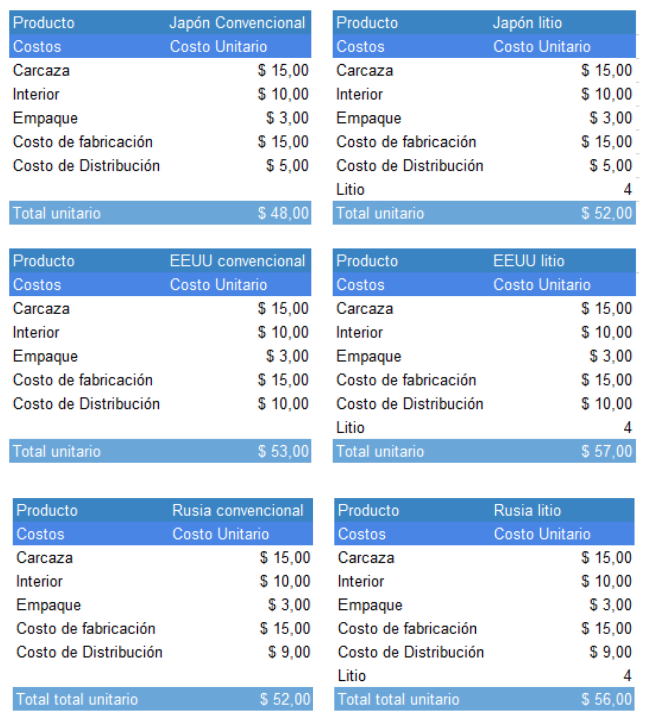 Producto Japón Convencional
Costos Costo Unitario
Carcaza $ 15,00
Interior $ 10,00
Empaque $ 3,00
Costo de fabricación $ 15,00
Costo de Distribución $ 5,00
Total unitario $ 48,00
Producto Japón litio
Costos Costo Unitario
Carcaza $ 15,00
Interior $ 10,00
Empaque $ 3,00
Costo de fabricación $ 15,00
Costo de Distribución $ 5,00
Litio 4
Total unitario $ 52,00
Producto EEUU convencional
Costos Costo Unitario
Carcaza $ 15,00
Interior $ 10,00
Empaque $ 3,00
Costo de fabricación $ 15,00
Costo de Distribución $ 10,00
Total unitario $ 53,00
Producto EEUU litio
Costos Costo Unitario
Carcaza $ 15,00
Interior $ 10,00
Empaque $ 3,00
Costo de fabricación $ 15,00
Costo de Distribución $ 10,00
Litio 4
Total unitario $ 57,00
Producto Rusia convencional
Costos Costo Unitario
Carcaza $ 15,00
Interior $ 10,00
Empaque $ 3,00
Costo de fabricación $ 15,00
Costo de Distribución $ 9,00
Total total unitario $ 52,00
Producto Rusia litio
Costos Costo Unitario
Carcaza $ 15,00
Interior $ 10,00
Empaque $ 3,00
Costo de fabricación $ 15,00
Costo de Distribución $ 9,00
Litio 4
Total total unitario $ 56,00